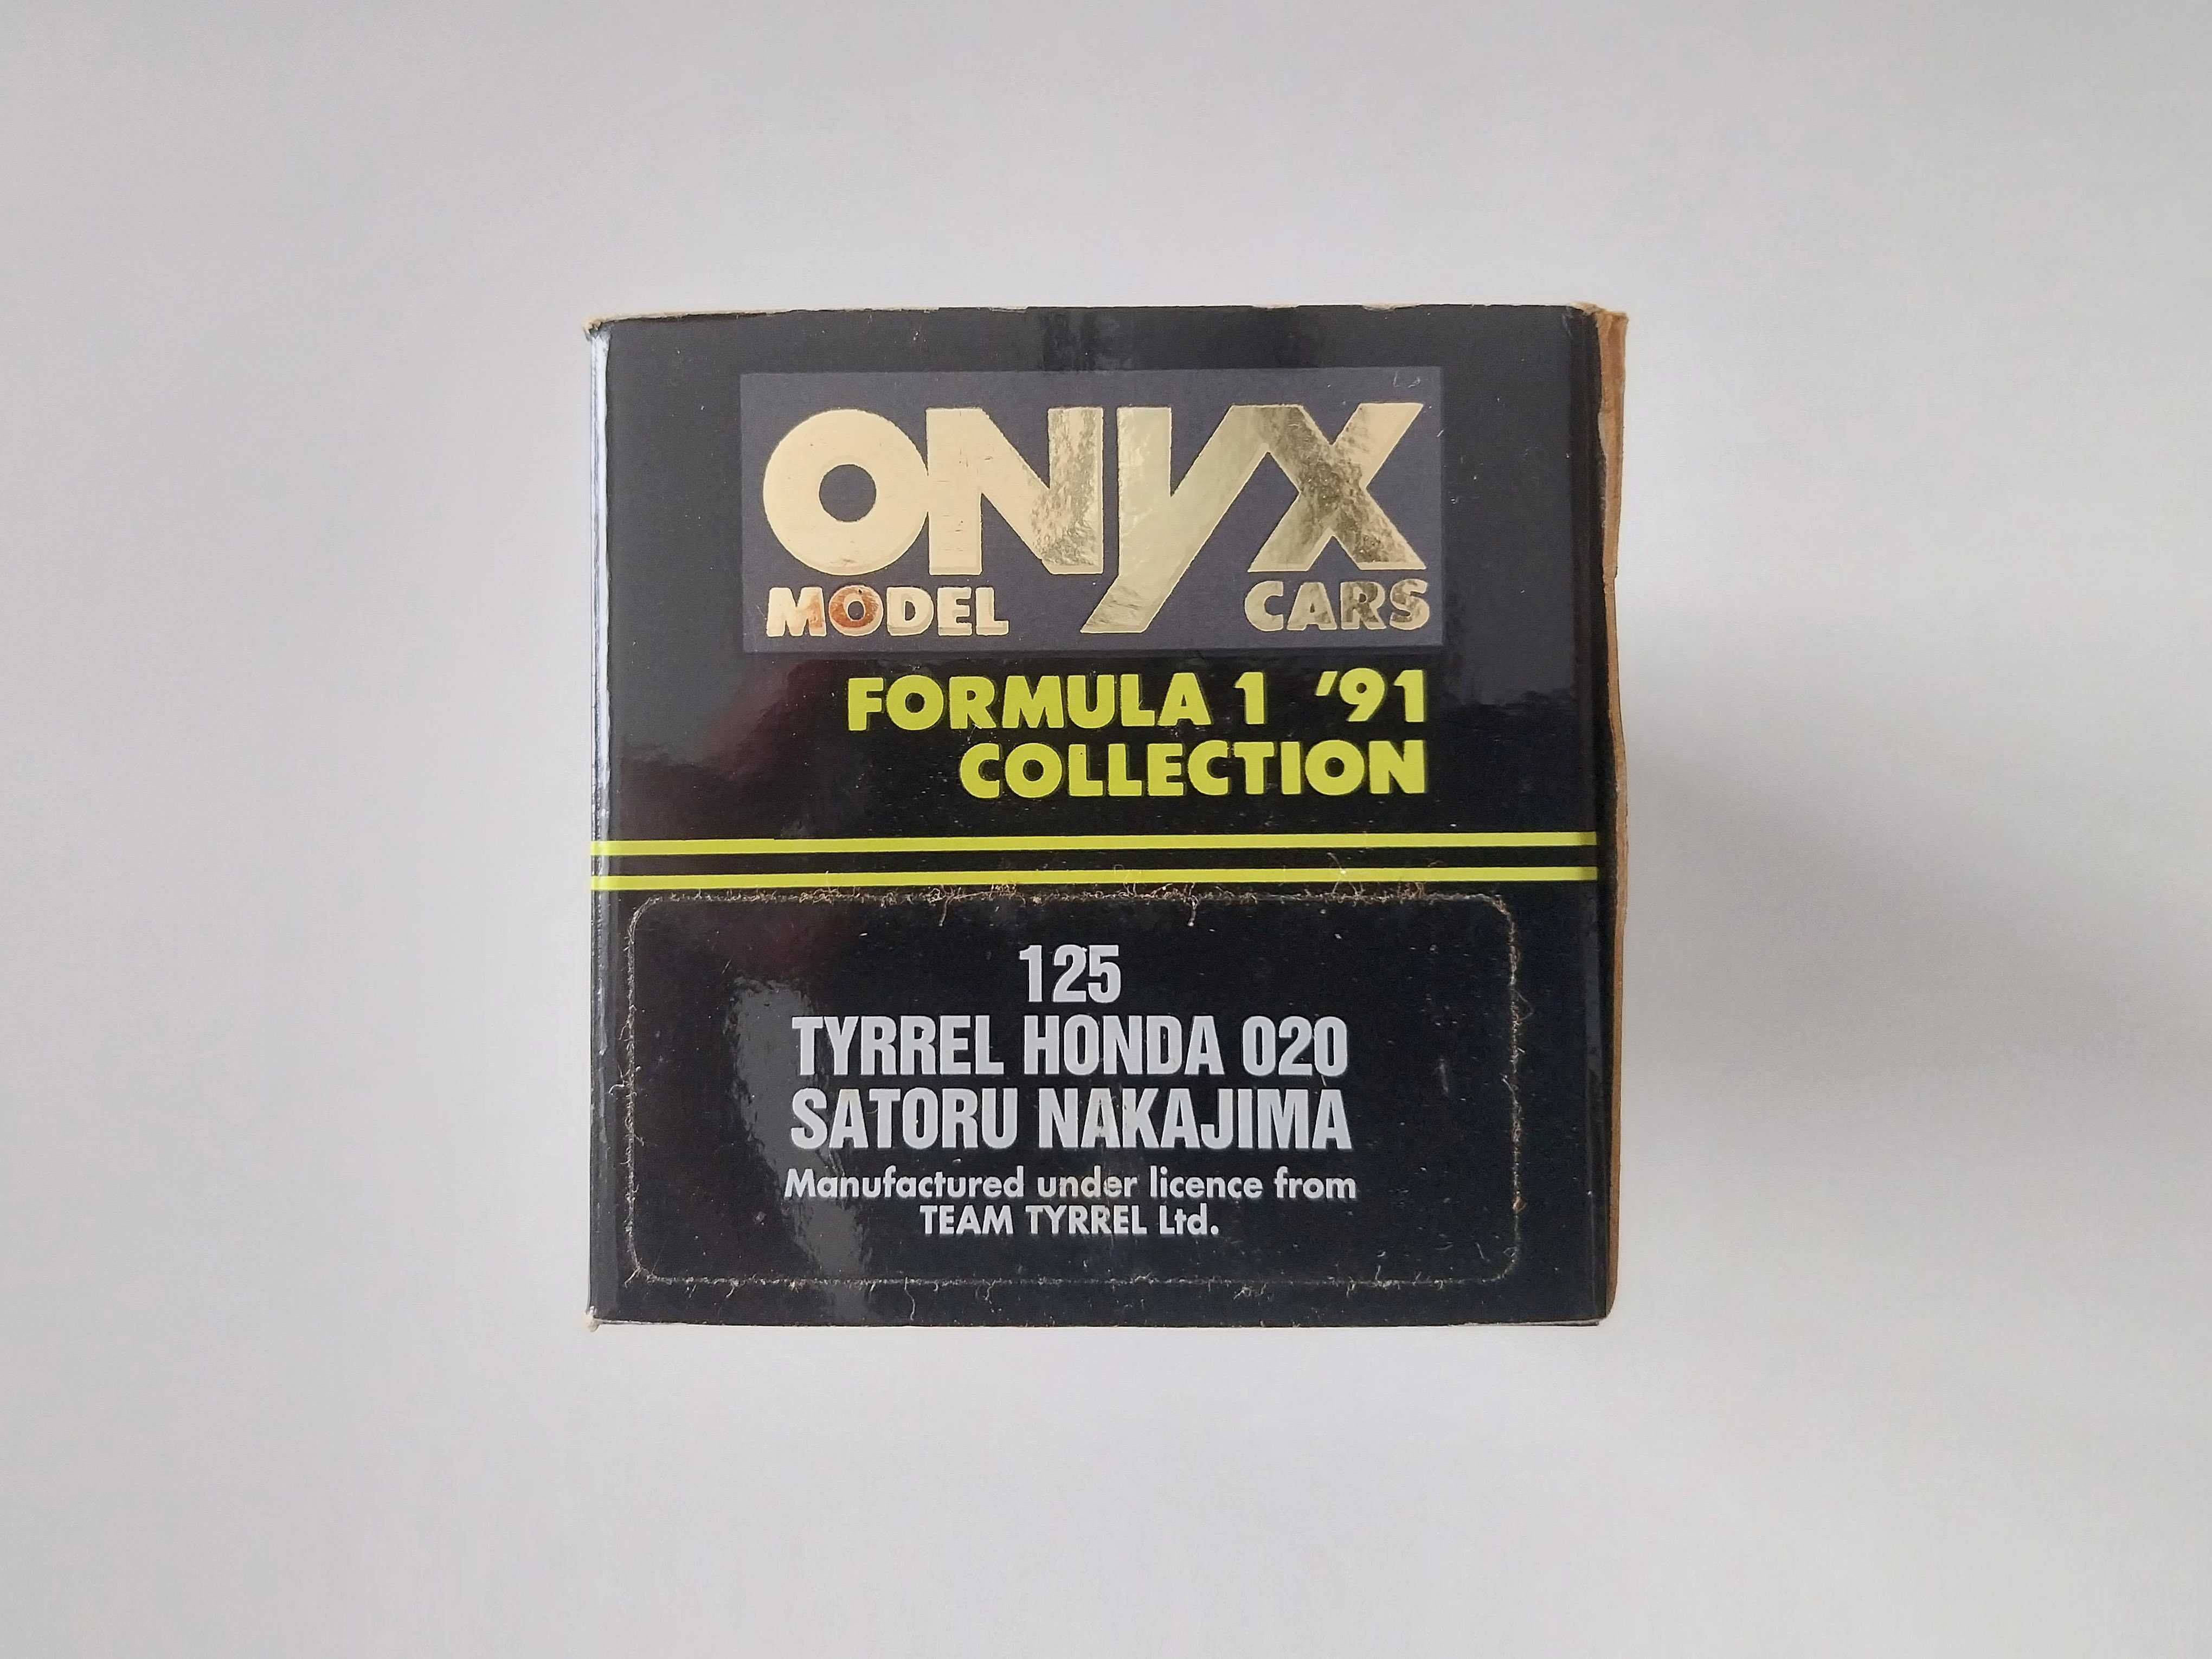 ONYX
MODEL CARS
FORMULA 1 '91
COLLECTION
125
TYRREL HONDA 020
SATORU NAKAJIMA
Manufactured under licence from
TEAM TYRREL Ltd.